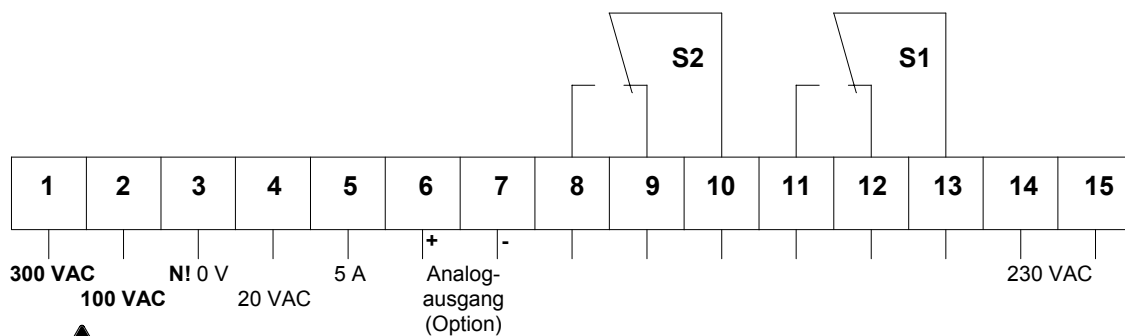 S2 S1
1 2 3 4 5 6 7 8 9 10 11 12 13 14 15
+ -
300 VAC N! 0 V 5 A Analog- 230 VAC
100 VAC 20 VAC ausgang
(Option)